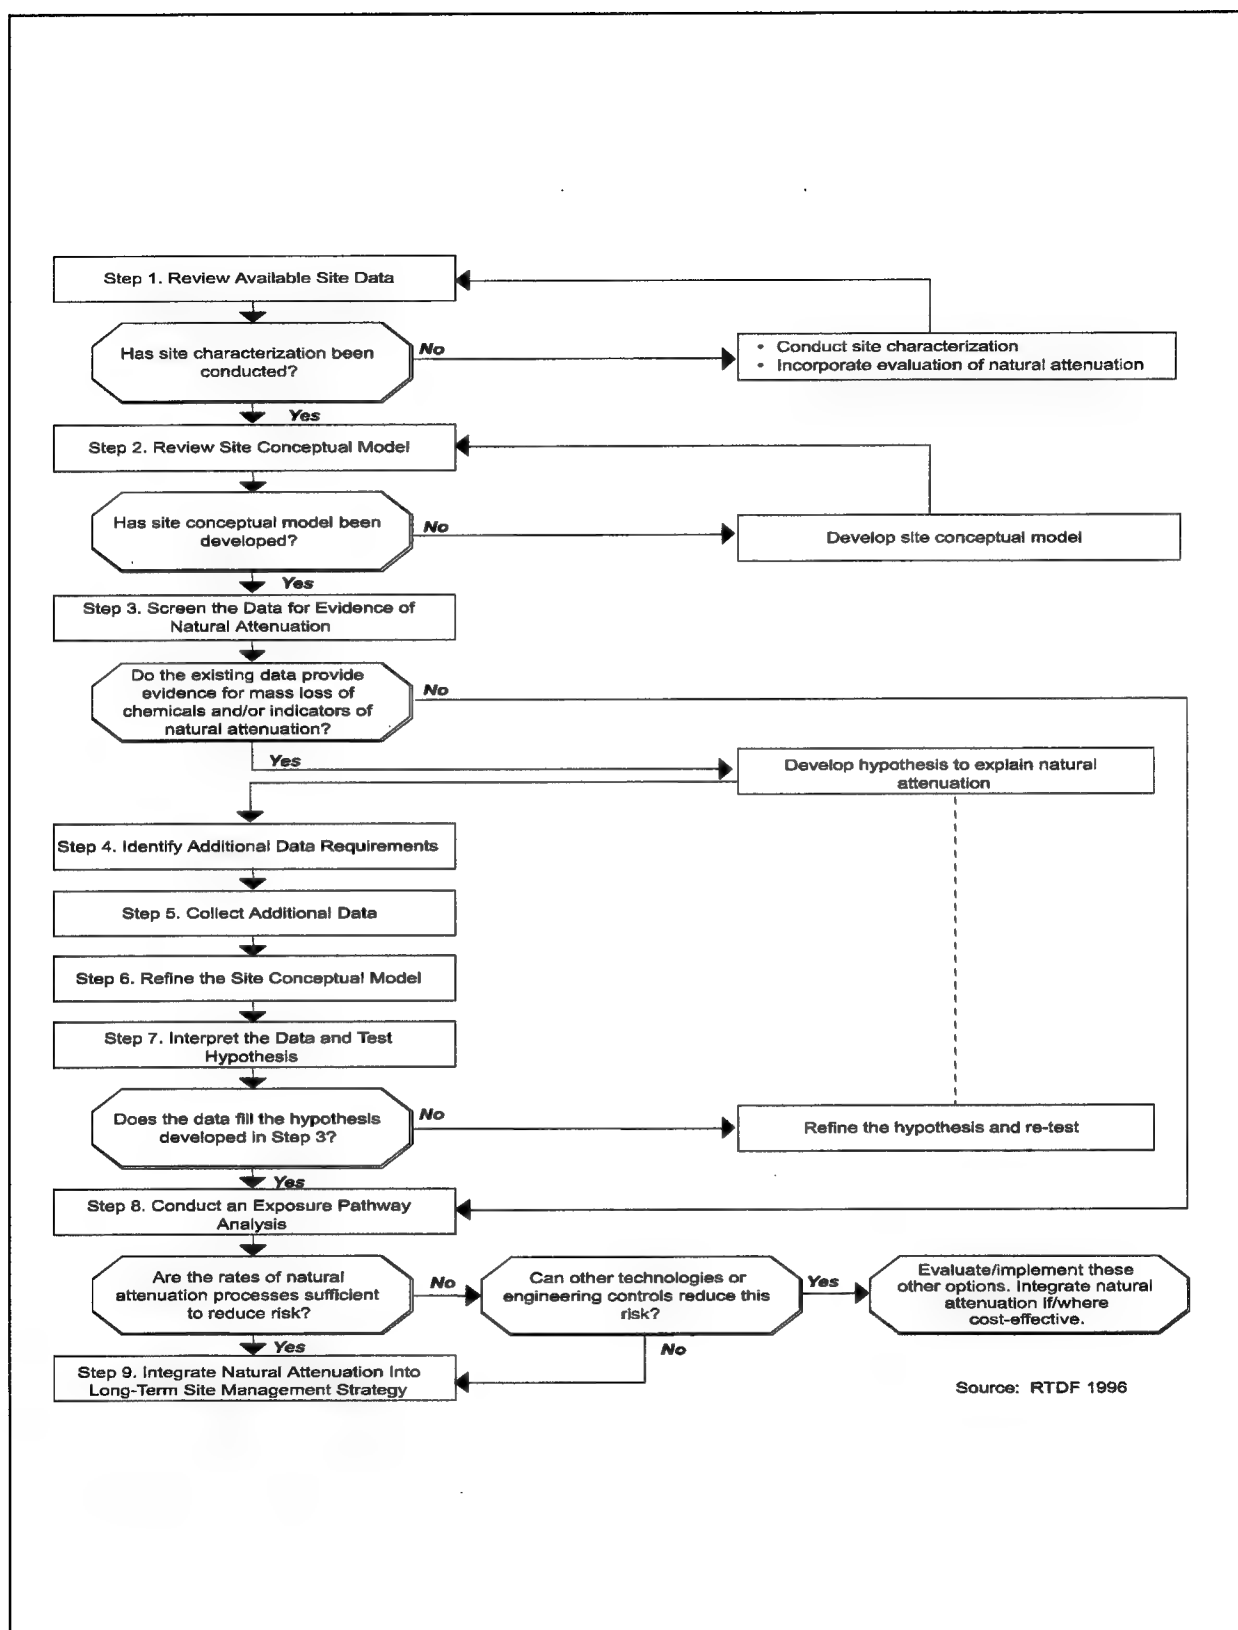 Step 1. Review Available Site Data
Has site characterization been
conducted?
No
• Conduct site characterization
• Incorporate evaluation of natural attenuation
Yes
Step 2. Review Site Conceptual Model
Has site conceptual model been
developed?
No
Develop site conceptual model
Yes
Step 3. Screen the Data for Evidence of
Natural Attenuation
Do the existing data provide
evidence for mass loss of
chemicals and/or indicators of
natural attenuation?
No
Yes
Develop hypothesis to explain natural
attenuation
Step 4. Identify Additional Data Requirements
Step 5. Collect Additional Data
Step 6. Refine the Site Conceptual Model
Step 7. Interpret the Data and Test
Hypothesis
Does the data fill the hypothesis
developed in Step 3?
No
Refine the hypothesis and re-test
Yes
Step 8. Conduct an Exposure Pathway
Analysis
Are the rates of natural
attenuation processes sufficient
to reduce risk?
No
Can other technologies or
engineering controls reduce this
risk?
Yes
Evaluate/implement these
other options. Integrate natural
attenuation if/where
cost-effective.
Yes
No
Step 9. Integrate Natural Attenuation Into
Long-Term Site Management Strategy
Source: RTDF 1996